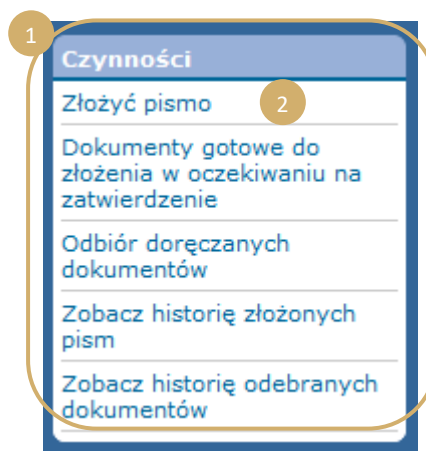 1
Czynności
Złożyć pismo 2
Dokumenty gotowe do
złożenia w oczekiwaniu na
zatwierdzenie
Odbiór doręczanych
dokumentów
Zobacz historię złożonych
pism
Zobacz historię odebranych
dokumentów